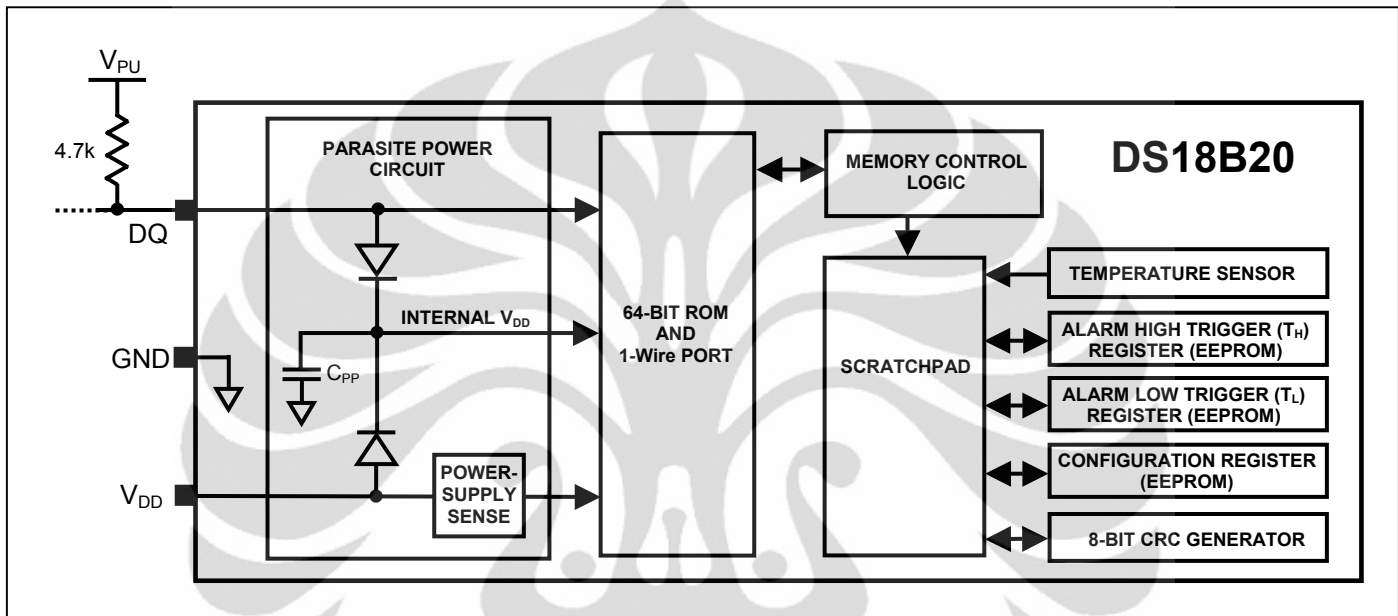 V_PU
4.7k
DQ
GND
V_DD
PARASITE POWER
CIRCUIT
INTERNAL V_DD
C_PP
POWER-
SUPPLY
SENSE
64-BIT ROM
AND
1-Wire PORT
MEMORY CONTROL
LOGIC
SCRATCHPAD
DS18B20
TEMPERATURE SENSOR
ALARM HIGH TRIGGER (T_H)
REGISTER (EEPROM)
ALARM LOW TRIGGER (T_L)
REGISTER (EEPROM)
CONFIGURATION REGISTER
(EEPROM)
8-BIT CRC GENERATOR